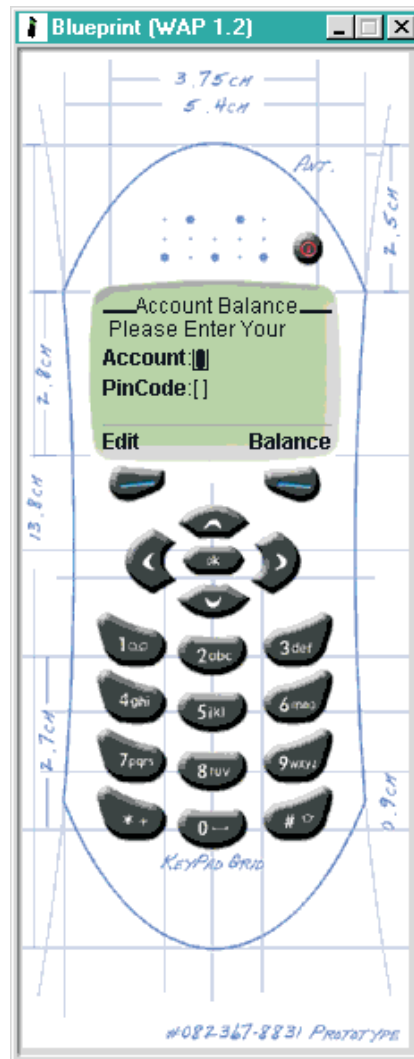 Blueprint (WAP 1.2)
3.75cm
5.4cm
Ant.
2.5cm
Account Balance
Please Enter Your
Account:[]
PinCode:[]
Edit Balance
2.8cm
13.8cm
ok
1
2abc
3def
4ghi
5jkl
6mno
7pqrs
8tuv
9wxyz
* +
0
#
2.7cm
0.9cm
KeyPad Grid
#082367-8831 Prototype